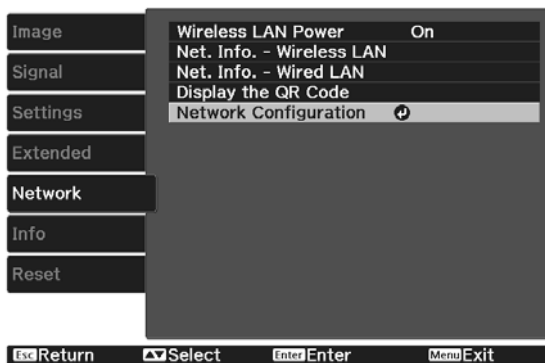 Image
Signal
Settings
Extended
Network
Info
Reset
Wireless LAN Power On
Net. Info. - Wireless LAN
Net. Info. - Wired LAN
Display the QR Code
Network Configuration
Esc Return Select Enter Enter Menu Exit